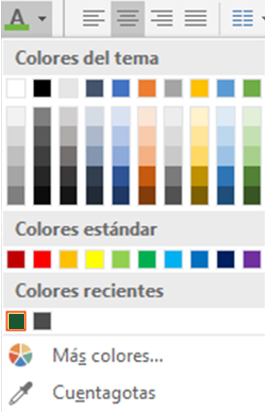 A
Colores del tema
Colores estándar
Colores recientes
Más colores...
Cuentagotas